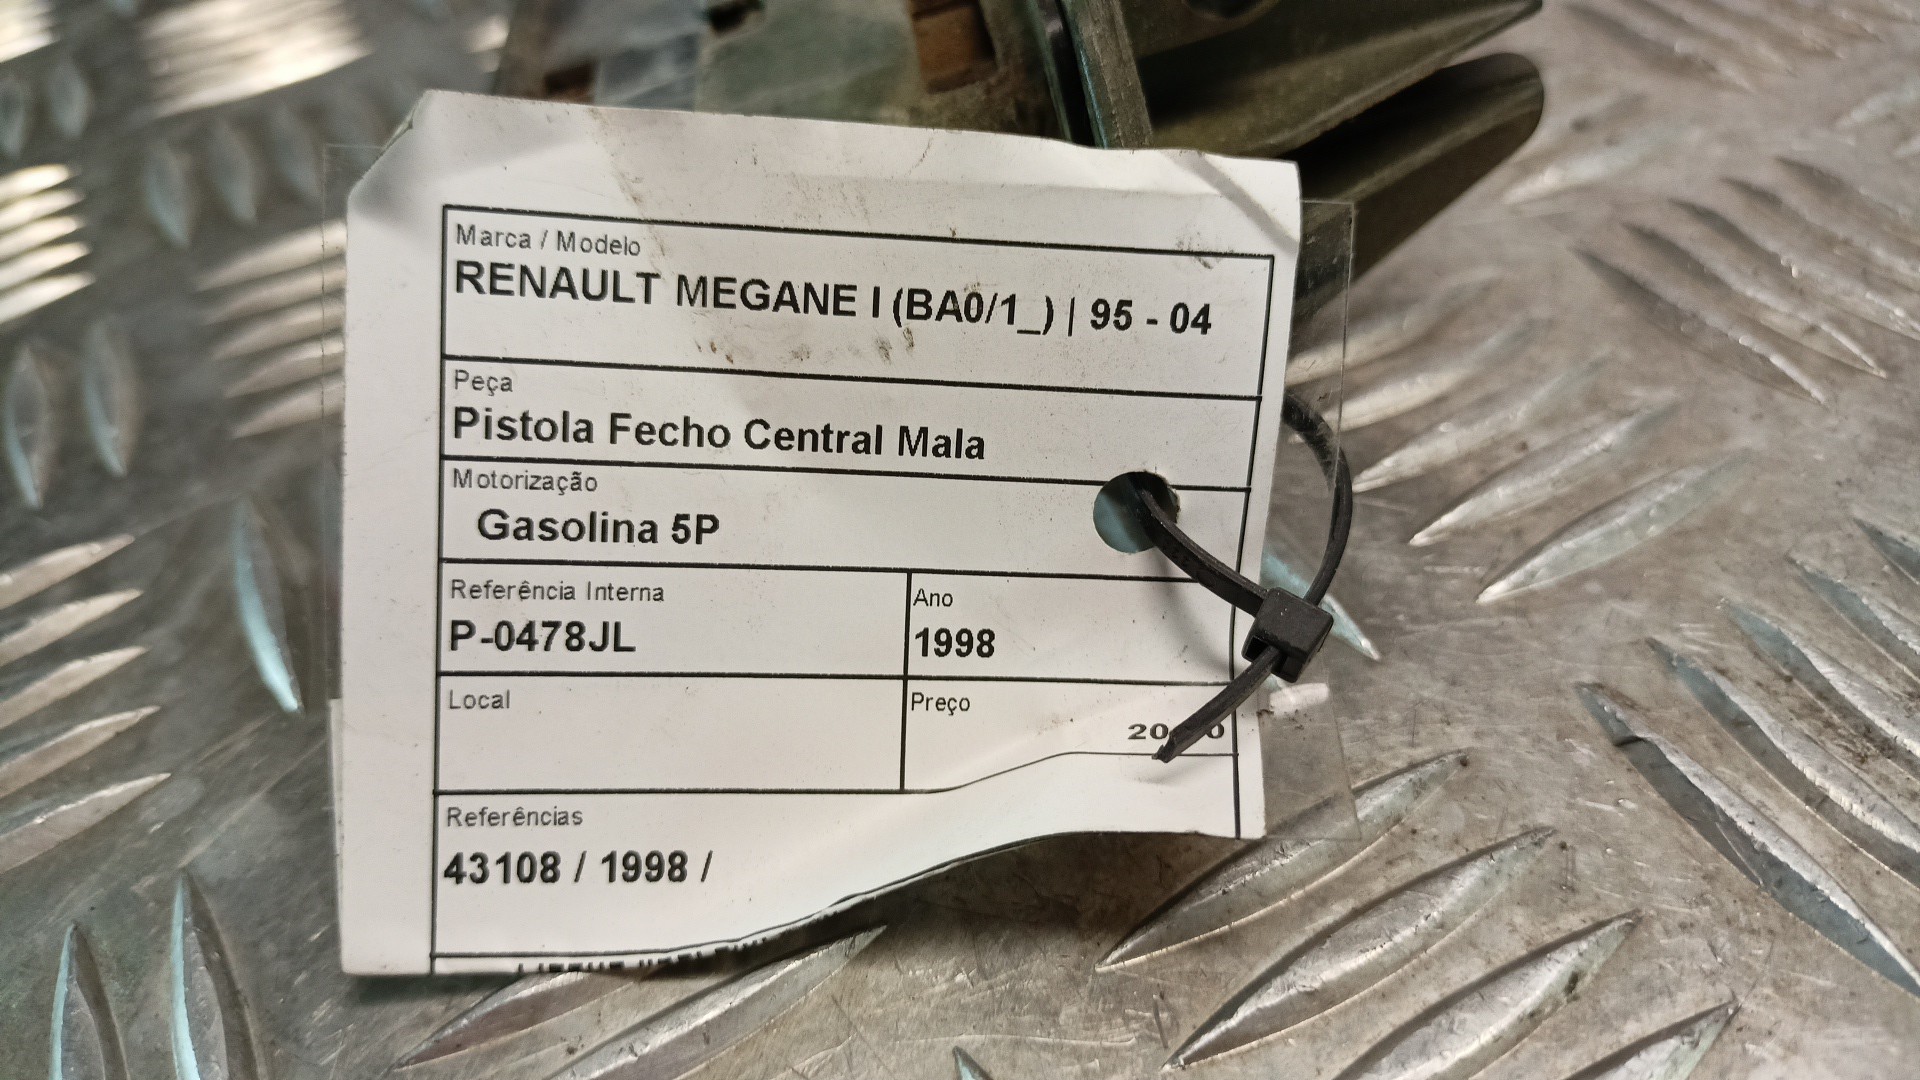 Marca / Modelo
RENAULT MEGANE I (BA0/1_) | 95 - 04
Peça
Pistola Fecho Central Mala
Motorização
Gasolina 5P
Referência Interna
P-0478JL
Ano
1998
Local
Preço
Referências
43108 / 1998 /